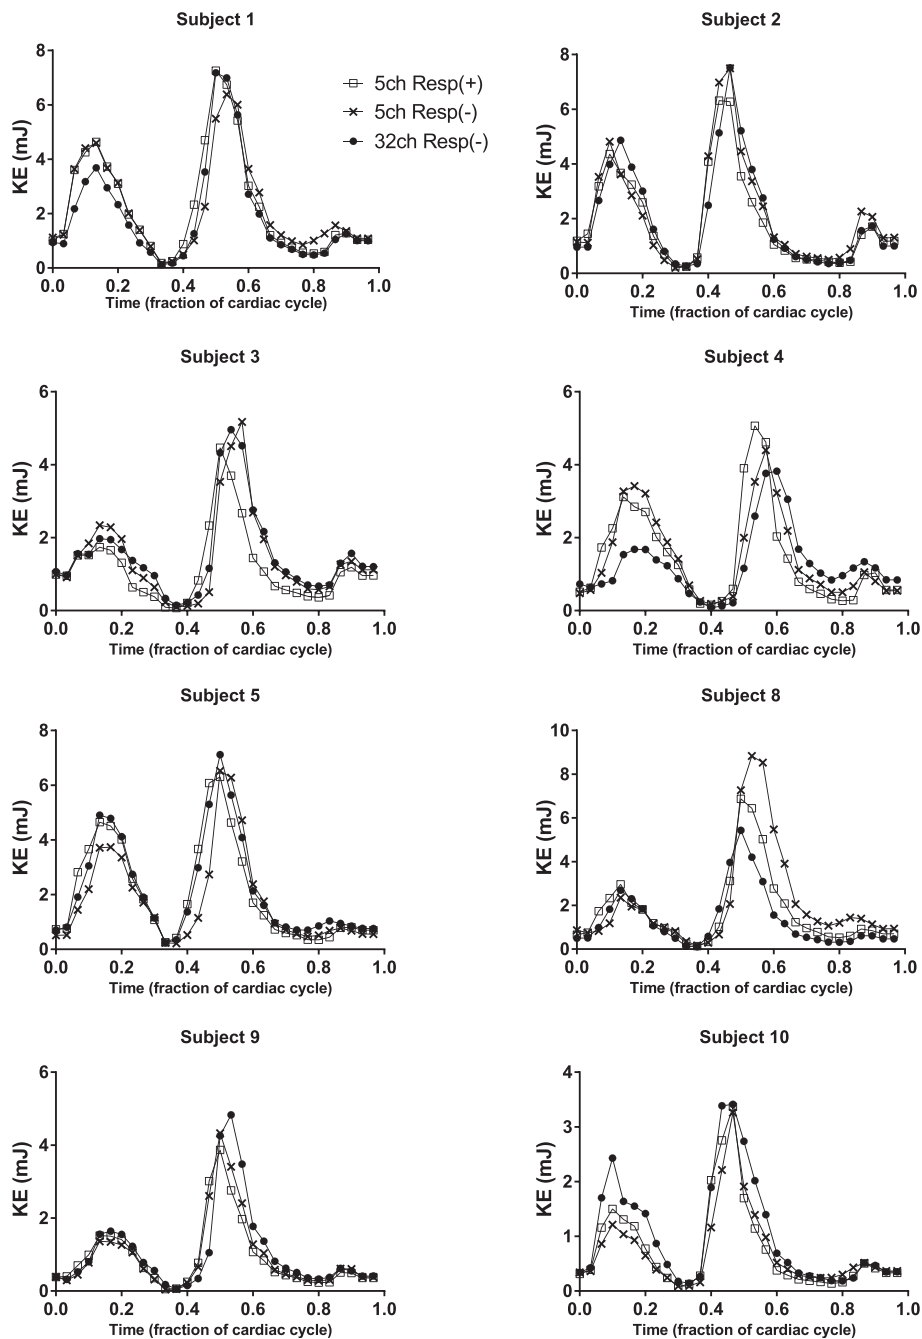 Subject 1
8
6
4
2
0
KE (mJ)
0.0 0.2 0.4 0.6 0.8 1.0
Time (fraction of cardiac cycle)
5ch Resp(+)
5ch Resp(-)
32ch Resp(-)
Subject 2
8
6
4
2
0
KE (mJ)
0.0 0.2 0.4 0.6 0.8 1.0
Time (fraction of cardiac cycle)
Subject 3
6
4
2
0
KE (mJ)
0.0 0.2 0.4 0.6 0.8 1.0
Time (fraction of cardiac cycle)
Subject 4
6
4
2
0
KE (mJ)
0.0 0.2 0.4 0.6 0.8 1.0
Time (fraction of cardiac cycle)
Subject 5
8
6
4
2
0
KE (mJ)
0.0 0.2 0.4 0.6 0.8 1.0
Time (fraction of cardiac cycle)
Subject 8
10
8
6
4
2
0
KE (mJ)
0.0 0.2 0.4 0.6 0.8 1.0
Time (fraction of cardiac cycle)
Subject 9
6
4
2
0
KE (mJ)
0.0 0.2 0.4 0.6 0.8 1.0
Time (fraction of cardiac cycle)
Subject 10
4
3
2
1
0
KE (mJ)
0.0 0.2 0.4 0.6 0.8 1.0
Time (fraction of cardiac cycle)